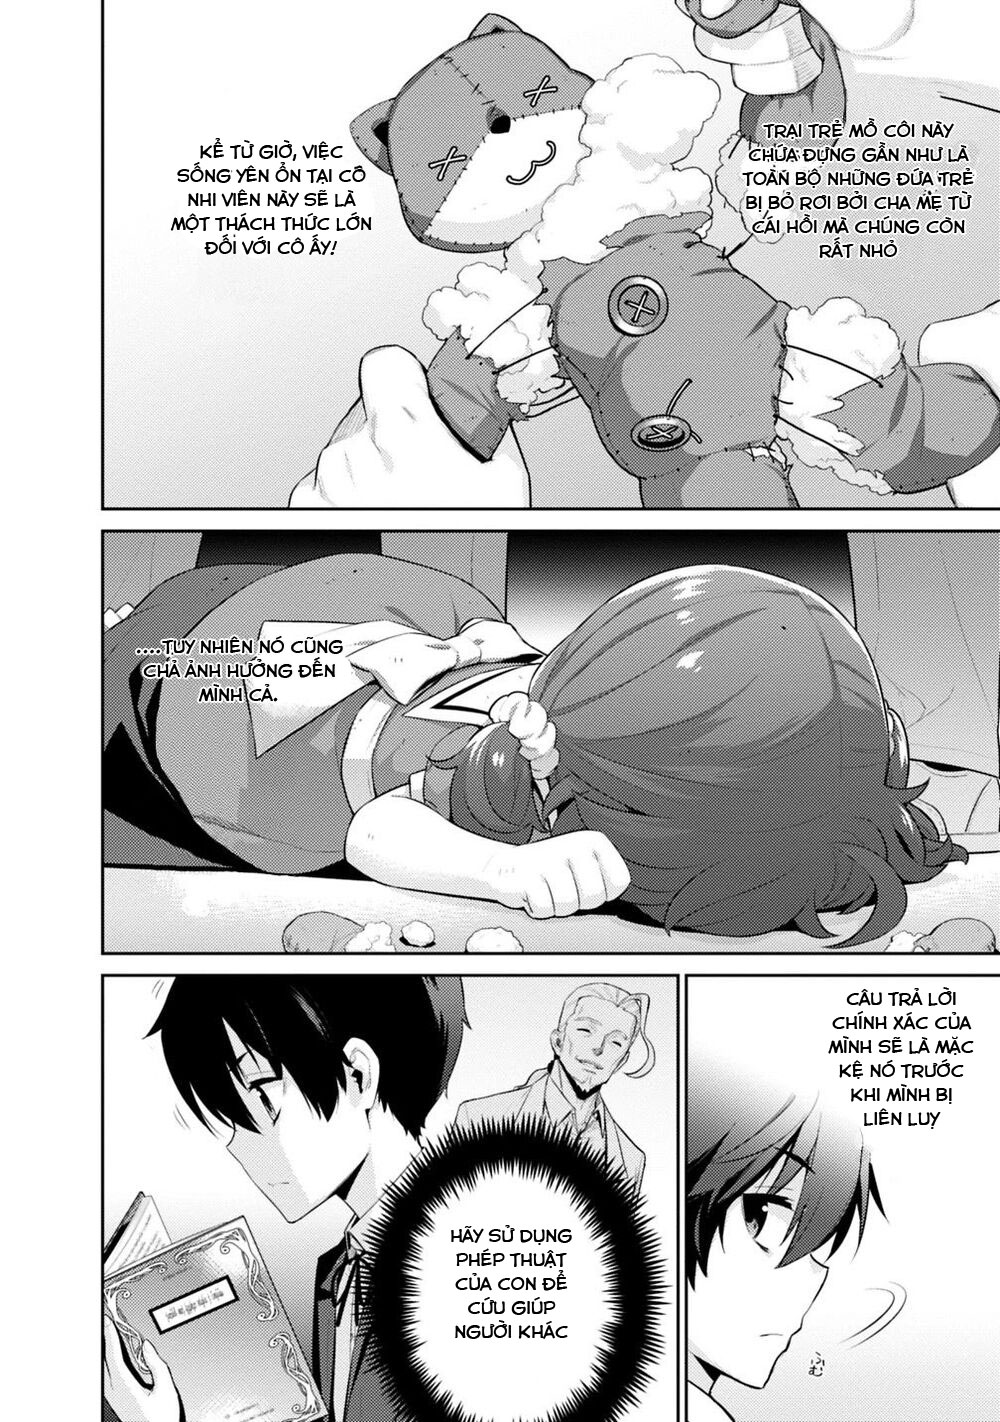 TRẠI TRẺ MỒ CÔI NÀY
CHỨA ĐỰNG GẦN NHƯ LÀ
TOÀN BỘ NHỮNG ĐỨA TRẺ
BỊ BỎ RƠI BỞI CHA MẸ TỪ
CÁI HỒI MÀ CHÚNG CÒN
RẤT NHỎ
KỂ TỪ GIỜ, VIỆC
SỐNG YÊN ỔN TẠI CÔ
NHI VIÊN NÀY SẼ LÀ
MỘT THÁCH THỨC LỚN
ĐỐI VỚI CÔ ẤY!
....TUY NHIÊN NÓ CŨNG
CHẢ ẢNH HƯỞNG ĐẾN
MÌNH CẢ.
CÂU TRẢ LỜI
CHÍNH XÁC CỦA
MÌNH SẼ LÀ MẶC
KỆ NÓ TRƯỚC
KHI MÌNH BỊ
LIÊN LUỴ
ふむ
HÃY SỬ DỤNG
PHÉP THUẬT
CỦA CON ĐỂ
CỨU GIÚP
NGƯỜI KHÁC